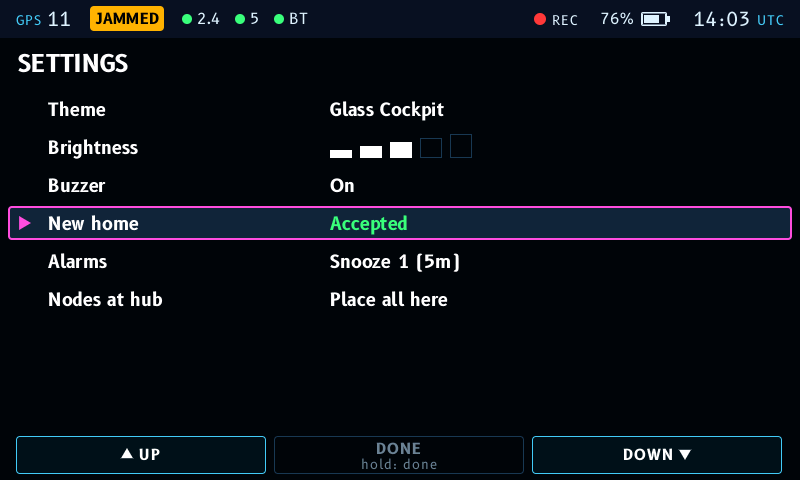 GPS 11 JAMMED 2.4 5 BT REC 76% 14:03 UTC
SETTINGS
Theme Glass Cockpit
Brightness
Buzzer On
New home Accepted
Alarms Snooze 1 (5m)
Nodes at hub Place all here
▲ UP DONE DOWN ▼
hold: done